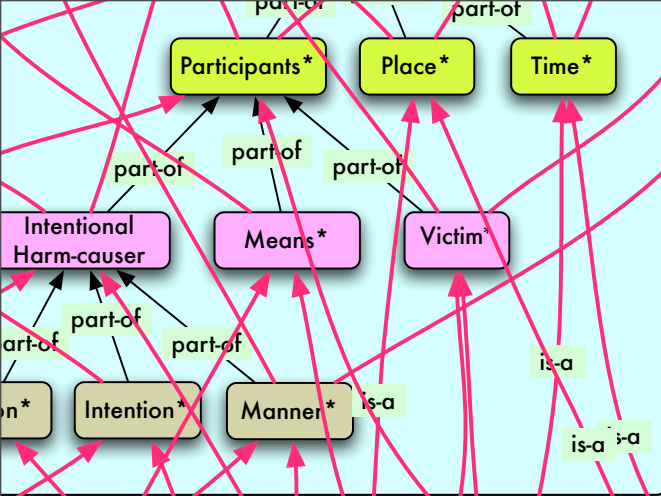 part-of
part-of
Participants*
Place*
Time*
part-of
part-of
part-of
Intentional
Harm-causer
Means*
Victim*
part-of
part-of
part-of
is-a
on*
Intention*
Manner*
is-a
is-a
is-a